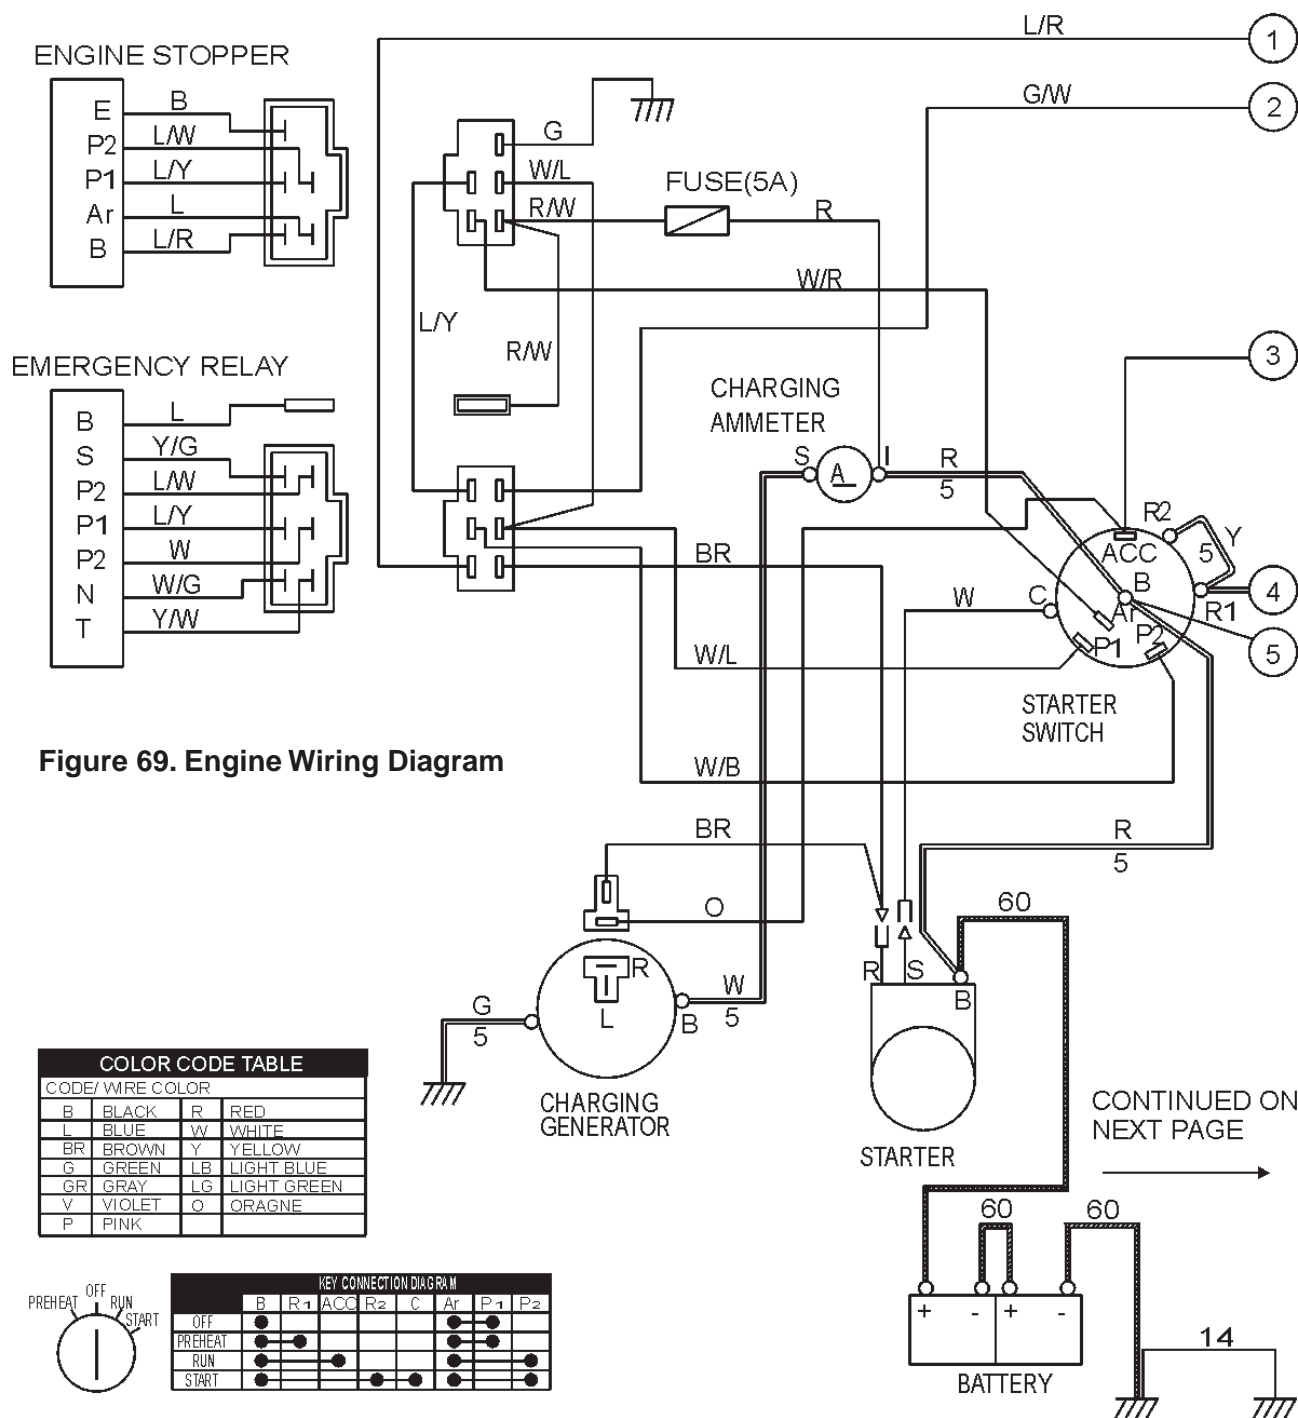 ENGINE STOPPER
E B
P2 L/W
P1 L/Y
Ar L
B L/R
EMERGENCY RELAY
B L
S Y/G
P2 L/W
P1 L/Y
P2 W
N W/G
T Y/W
L/R 1
G/W 2
G
W/L
R/W FUSE(5A) R
W/R
L/Y
R/W
3
CHARGING
AMMETER
S A I R
5
R2
ACC
Y
5
BR
B
W C
Ar
R1 4
P1 P2
5
W/L
STARTER
SWITCH
W/B
Figure 69. Engine Wiring Diagram
BR
R
5
O
60
R
L
B
W
5
G
5
R S
B
CHARGING
GENERATOR
STARTER
CONTINUED ON
NEXT PAGE
60 60
+ - + -
BATTERY
14
COLOR CODE TABLE
CODE/ WIRE COLOR
B BLACK R RED
L BLUE W WHITE
BR BROWN Y YELLOW
G GREEN LB LIGHT BLUE
GR GRAY LG LIGHT GREEN
V VIOLET O ORAGNE
P PINK
OFF
PREHEAT RUN
START
KEY CONNECTION DIAGRAM
B R1 ACC R2 C Ar P1 P2
OFF
PREHEAT
RUN
START